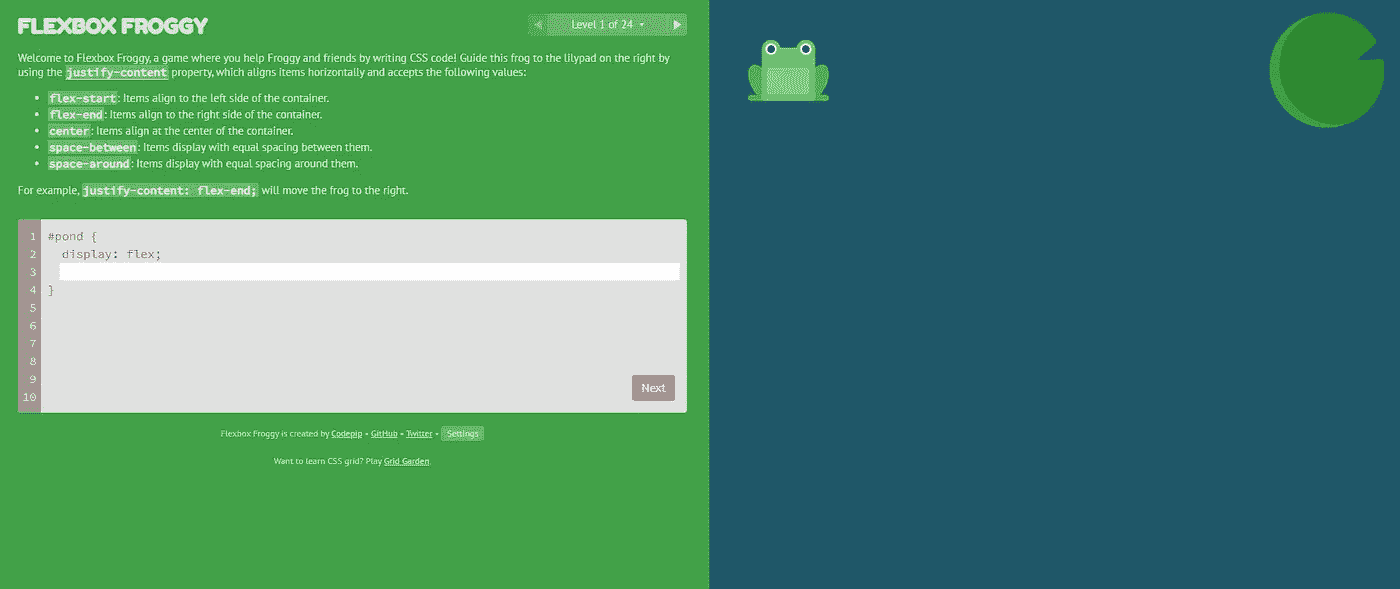 FLEXBOX FROGGY
Level 1 of 24
Welcome to Flexbox Froggy, a game where you help Froggy and friends by writing CSS code! Guide this frog to the lilypad on the right by
using the justify-content property, which aligns items horizontally and accepts the following values:
• flex-start: Items align to the left side of the container.
• flex-end: Items align to the right side of the container.
• center: Items align at the center of the container.
• space-between: Items display with equal spacing between them.
• space-around: Items display with equal spacing around them.
For example, justify-content: flex-end; will move the frog to the right.
1 #pond {
2 display: flex;
3
4 }
5
6
7
8
9
10
Next
Flexbox Froggy is created by Codepip • GitHub • Twitter • Settings
Want to learn CSS grid? Play Grid Garden.